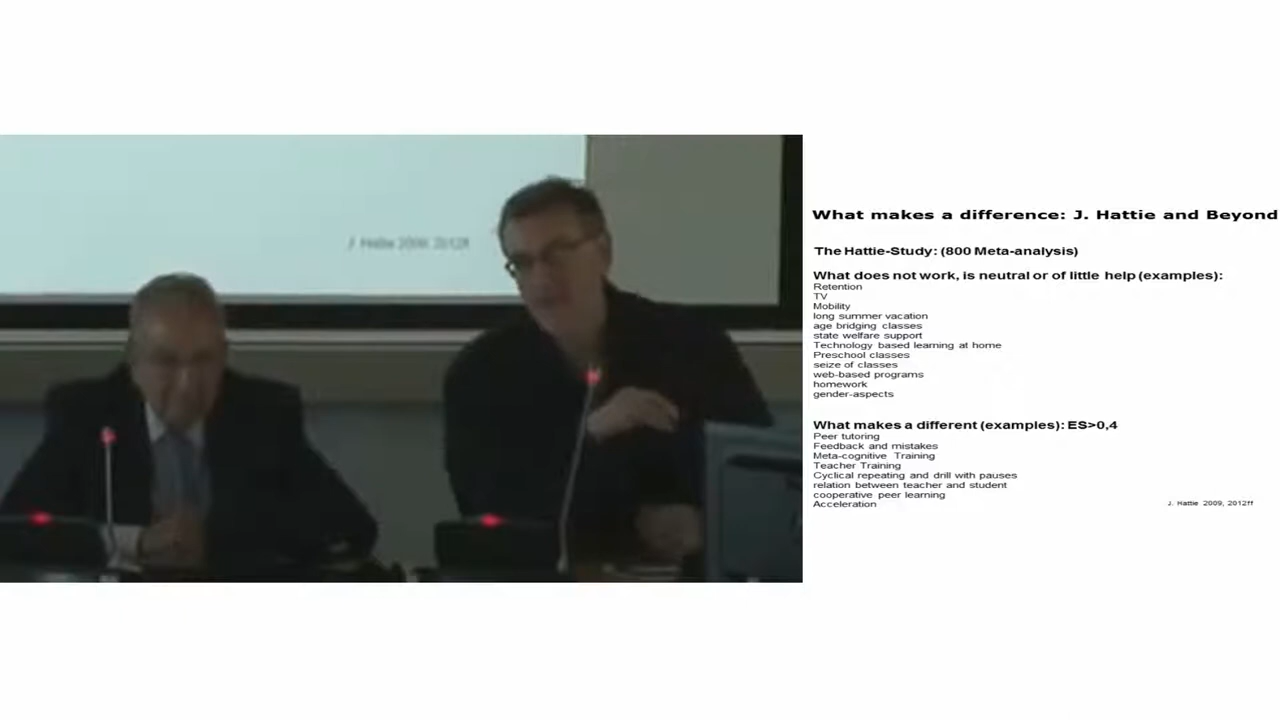 J. Hattie 2009, 2012ff
What makes a difference: J. Hattie and Beyond
The Hattie-Study: (800 Meta-analysis)
What does not work, is neutral or of little help (examples):
Retention
TV
Mobility
long summer vacation
age bridging classes
state welfare support
Technology based learning at home
Preschool classes
seize of classes
web-based programs
homework
gender-aspects
What makes a different (examples): ES>0,4
Peer tutoring
Feedback and mistakes
Meta-cognitive Training
Teacher Training
Cyclical repeating and drill with pauses
relation between teacher and student
cooperative peer learning
Acceleration
J. Hattie 2009, 2012ff